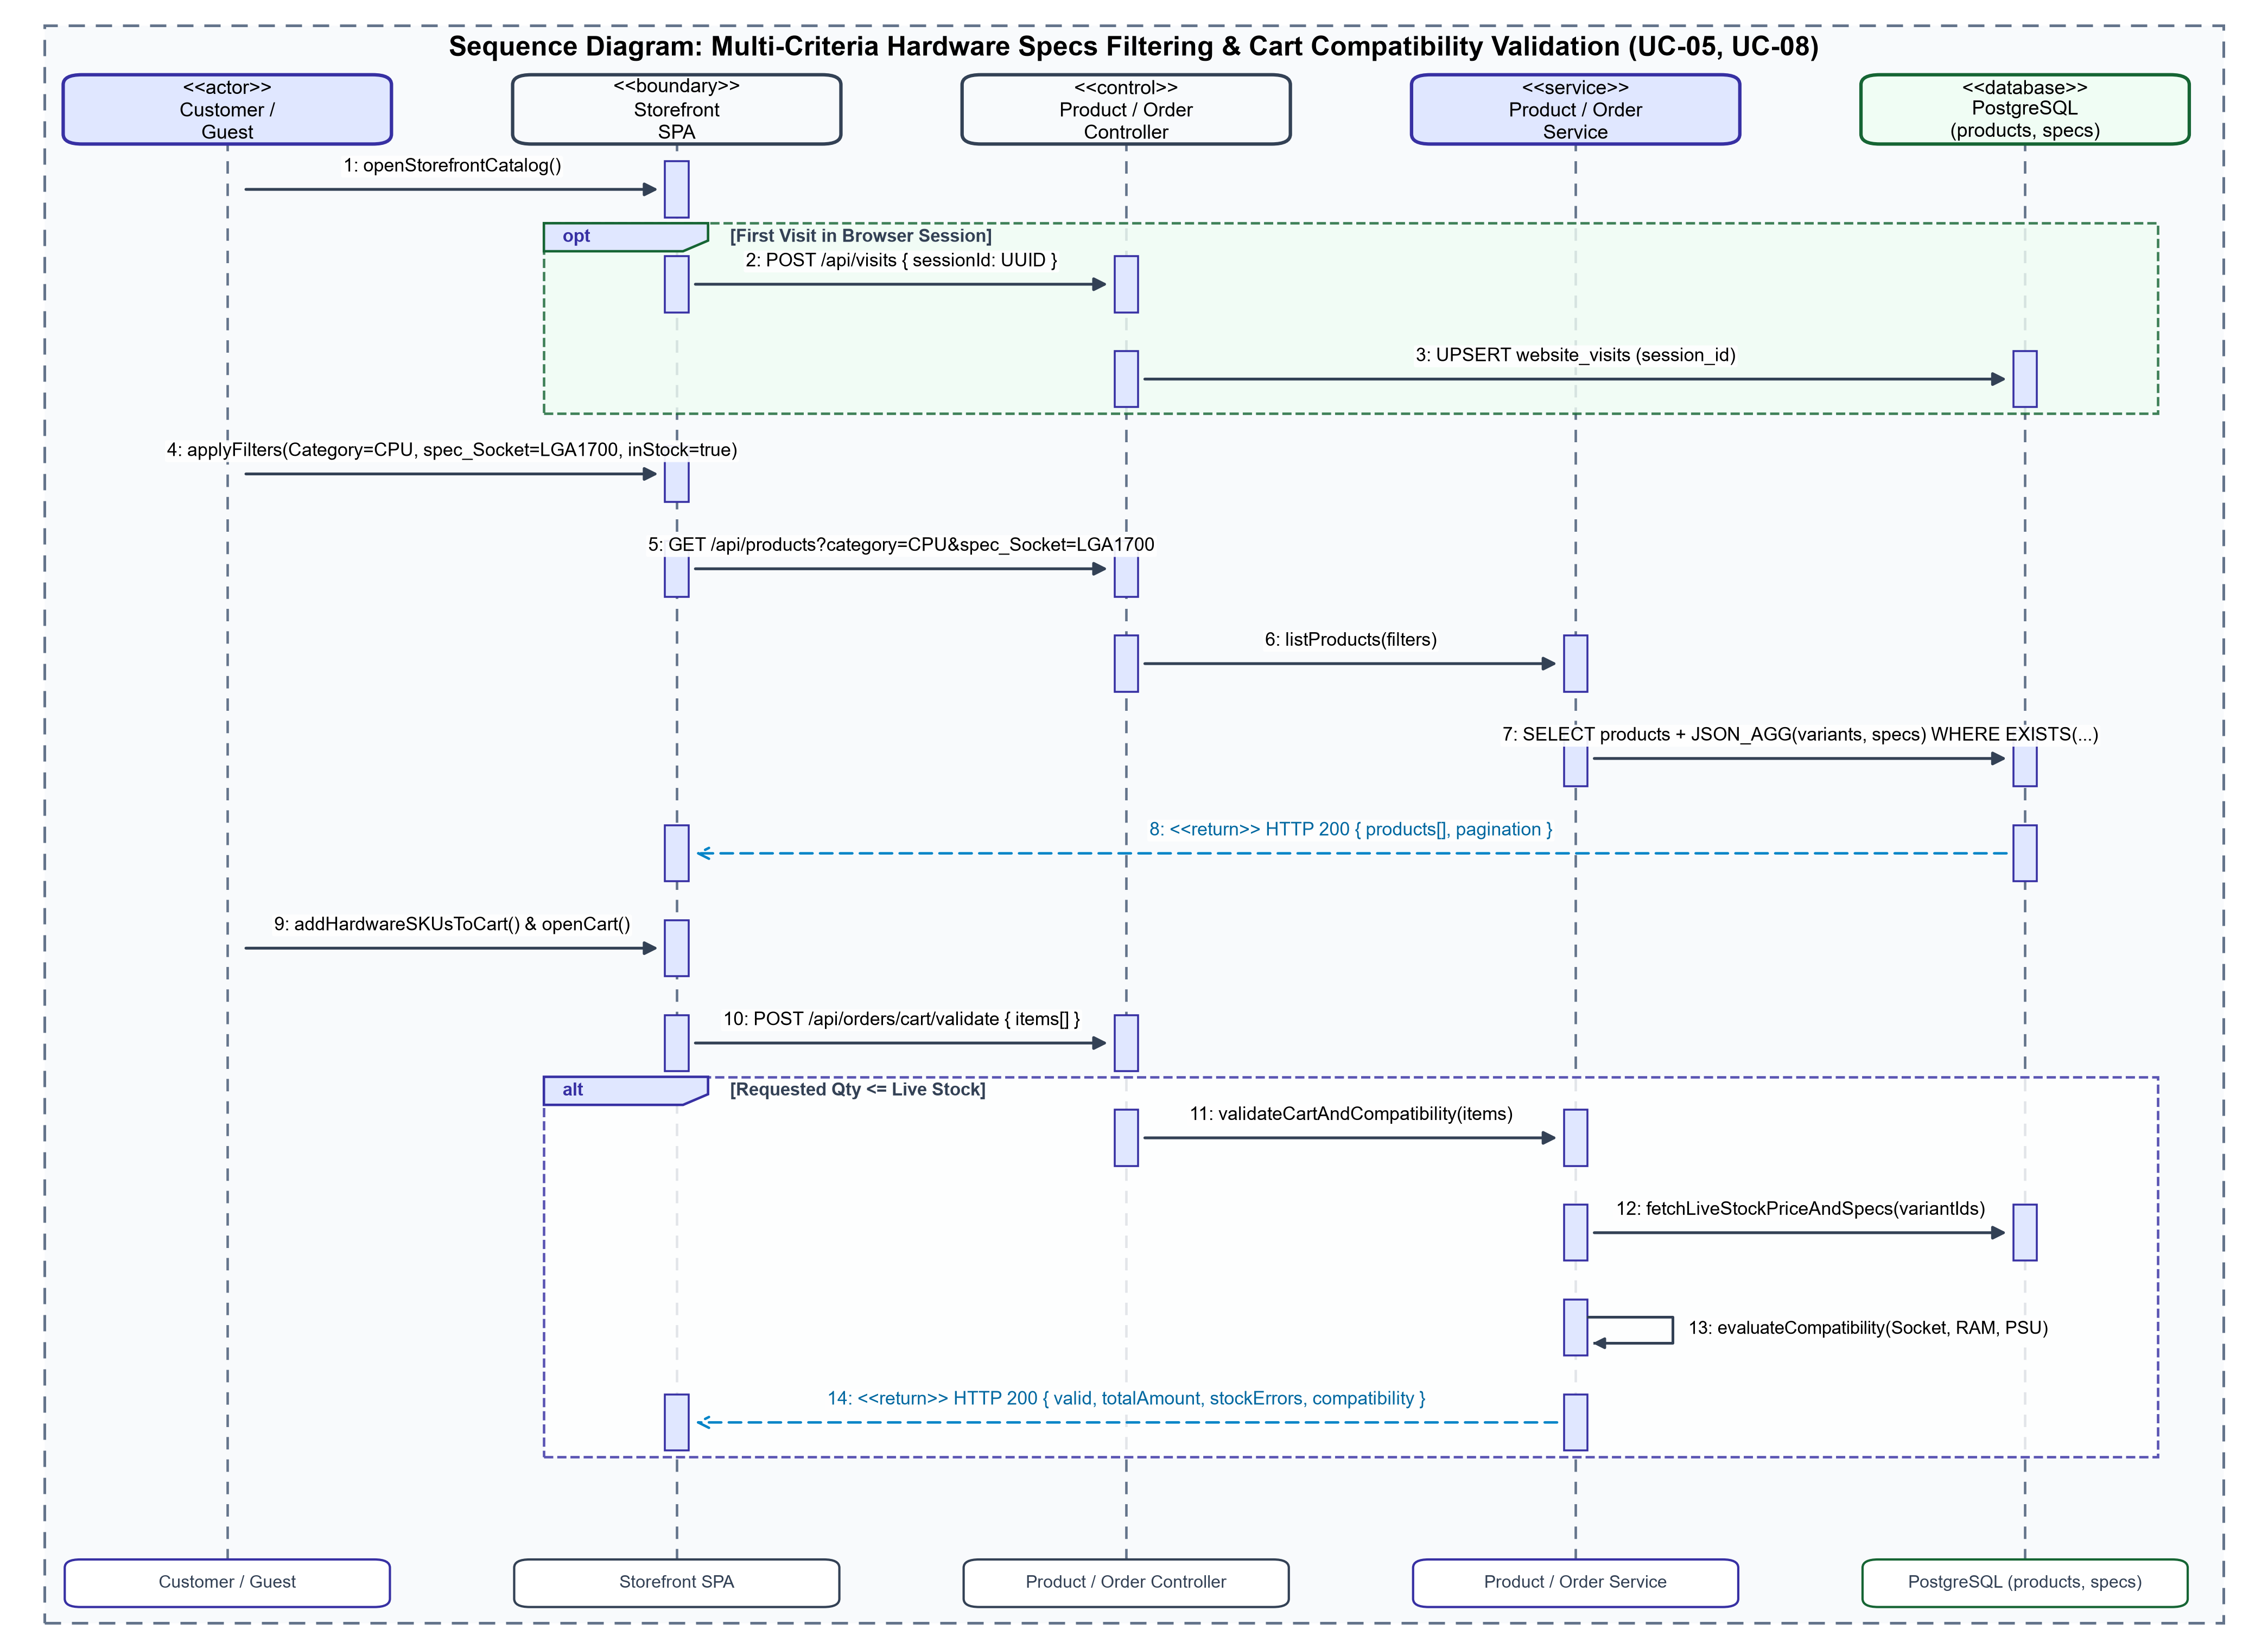 Sequence Diagram: Multi-Criteria Hardware Specs Filtering & Cart Compatibility Validation (UC-05, UC-08)
<<actor>>
Customer /
Guest
<<boundary>>
Storefront
SPA
<<control>>
Product / Order
Controller
<<service>>
Product / Order
Service
<<database>>
PostgreSQL
(products, specs)
1: openStorefrontCatalog()
opt
[First Visit in Browser Session]
2: POST /api/visits { sessionId: UUID }
3: UPSERT website_visits (session_id)
4: applyFilters(Category=CPU, spec_Socket=LGA1700, inStock=true)
5: GET /api/products?category=CPU&spec_Socket=LGA1700
6: listProducts(filters)
7: SELECT products + JSON_AGG(variants, specs) WHERE EXISTS(...)
8: <<return>> HTTP 200 { products[], pagination }
9: addHardwareSKUsToCart() & openCart()
10: POST /api/orders/cart/validate { items[] }
alt
[Requested Qty <= Live Stock]
11: validateCartAndCompatibility(items)
12: fetchLiveStockPriceAndSpecs(variantIds)
13: evaluateCompatibility(Socket, RAM, PSU)
14: <<return>> HTTP 200 { valid, totalAmount, stockErrors, compatibility }
Customer / Guest
Storefront SPA
Product / Order Controller
Product / Order Service
PostgreSQL (products, specs)